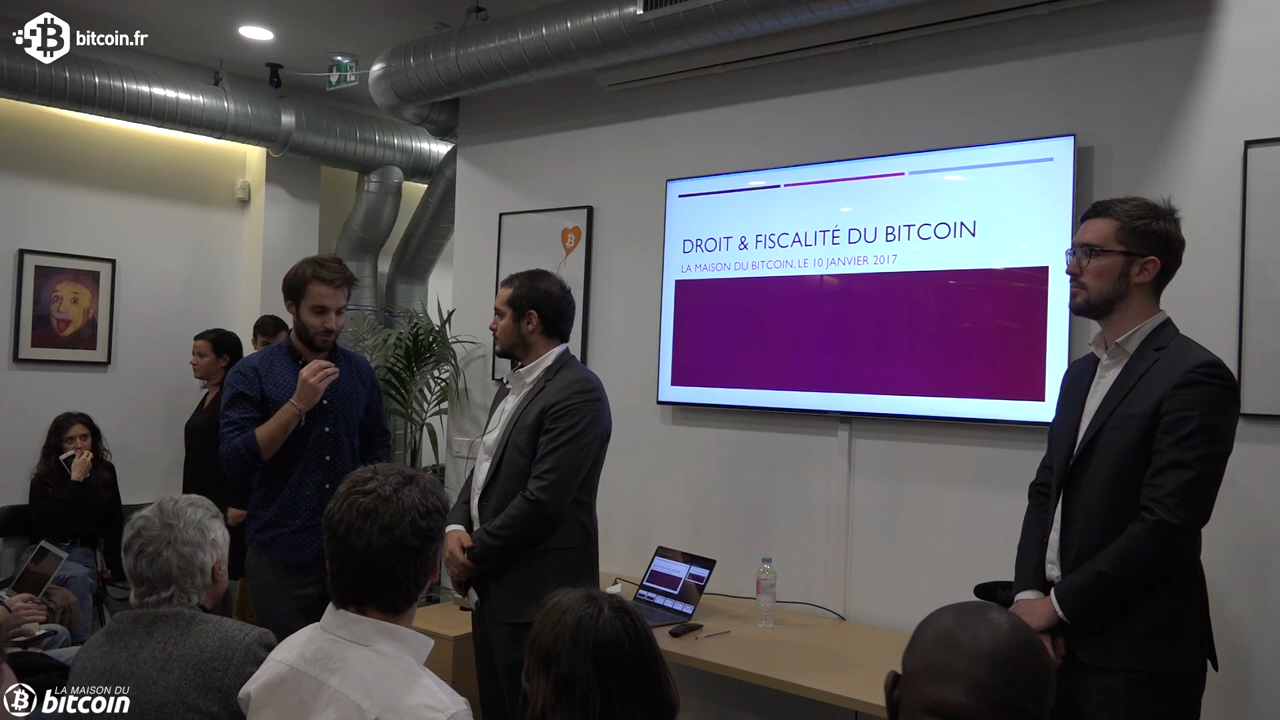 bitcoin.fr
DROIT & FISCALITÉ DU BITCOIN
LA MAISON DU BITCOIN, LE 10 JANVIER 2017
LA MAISON DU
bitcoin